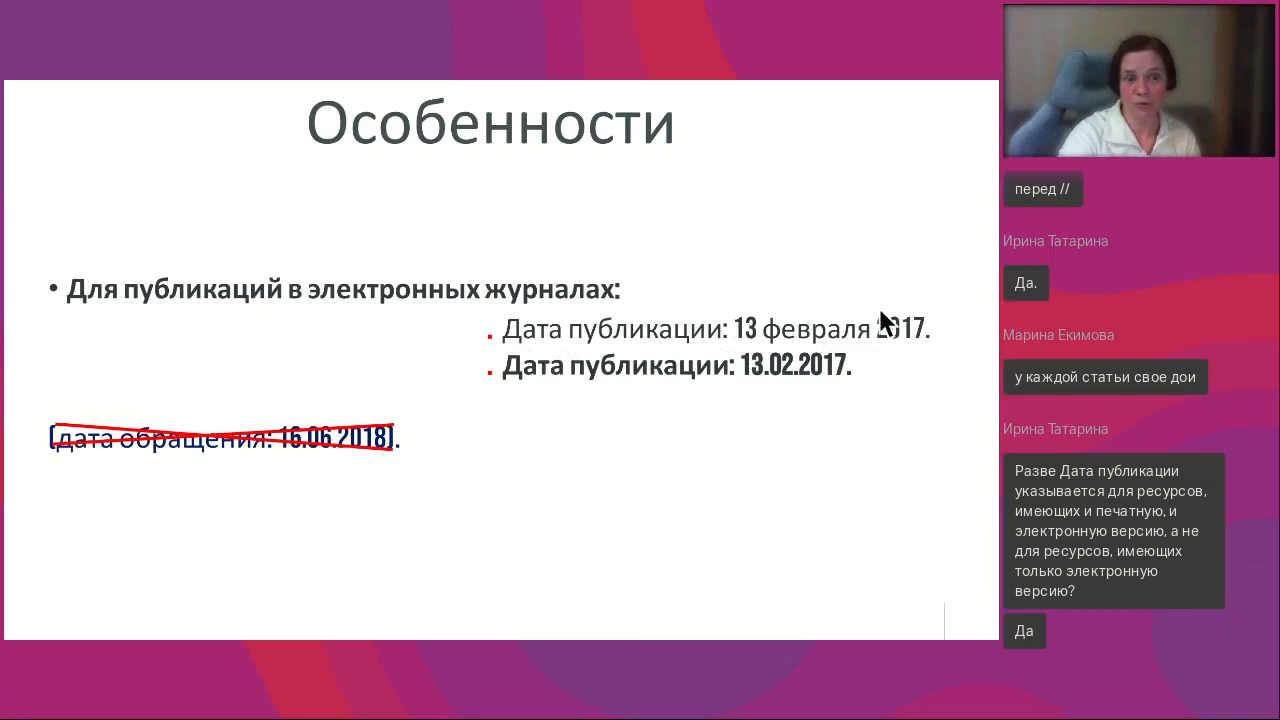 Особенности
• Для публикаций в электронных журналах:
. Дата публикации: 13 февраля 2017.
. Дата публикации: 13.02.2017.
(дата обращения: 16.06.2018).
перед //
Ирина Татарина
Да.
Марина Екимова
у каждой статьи свое дои
Ирина Татарина
Разве Дата публикации
указывается для ресурсов,
имеющих и печатную, и
электронную версию, а не
для ресурсов, имеющих
только электронную
версию?
Да